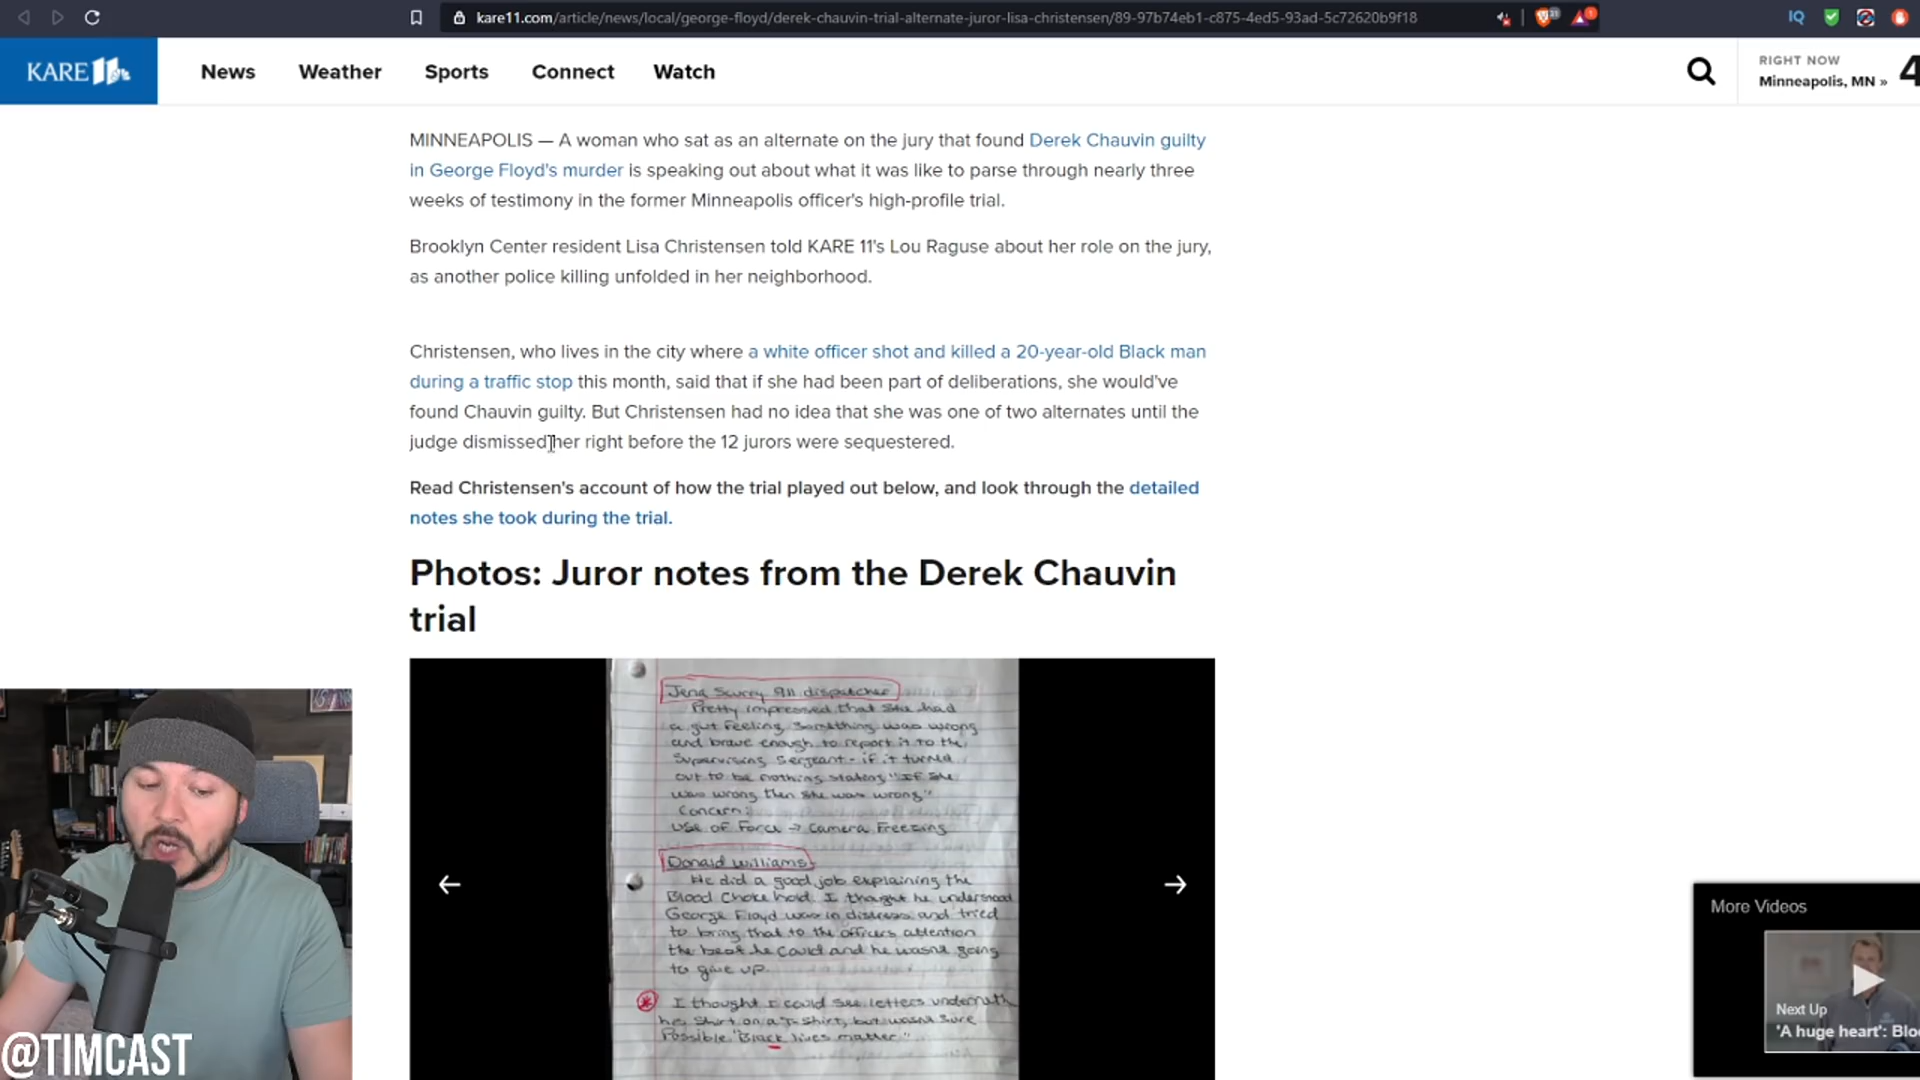 kare11.com/article/news/local/george-floyd/derek-chauvin-trial-alternate-juror-lisa-christensen/89-97b74eb1-c875-4ed5-93ad-5c72620b9f18
IQ
KARE 11
News
Weather
Sports
Connect
Watch
RIGHT NOW
Minneapolis, MN »
4
MINNEAPOLIS — A woman who sat as an alternate on the jury that found Derek Chauvin guilty
in George Floyd's murder is speaking out about what it was like to parse through nearly three
weeks of testimony in the former Minneapolis officer's high-profile trial.
Brooklyn Center resident Lisa Christensen told KARE 11's Lou Raguse about her role on the jury,
as another police killing unfolded in her neighborhood.
Christensen, who lives in the city where a white officer shot and killed a 20-year-old Black man
during a traffic stop this month, said that if she had been part of deliberations, she would've
found Chauvin guilty. But Christensen had no idea that she was one of two alternates until the
judge dismissed her right before the 12 jurors were sequestered.
Read Christensen's account of how the trial played out below, and look through the detailed
notes she took during the trial.
Photos: Juror notes from the Derek Chauvin
trial
Jena Scurry 911 dispatcher
Pretty impressed that she had
a gut feeling something was wrong
and brave enough to report it to the
Supervising Sergeant - if it turned
out to be nothing stating "If she
was wrong then she was wrong"
Concern:
Use of Force → Camera Freezing
Donald Williams
He did a good job explaining the
Blood Choke hold. I thought he understood
George Floyd was in distress and tried
to bring that to the officers attention
the best he could and he wasnt going
to give up.
I thought I could see letters underneath
his shirt on a T-Shirt, but wasnt sure
Possible "Black lives matter"
More Videos
Next Up
'A huge heart': Bloo
@TIMCAST